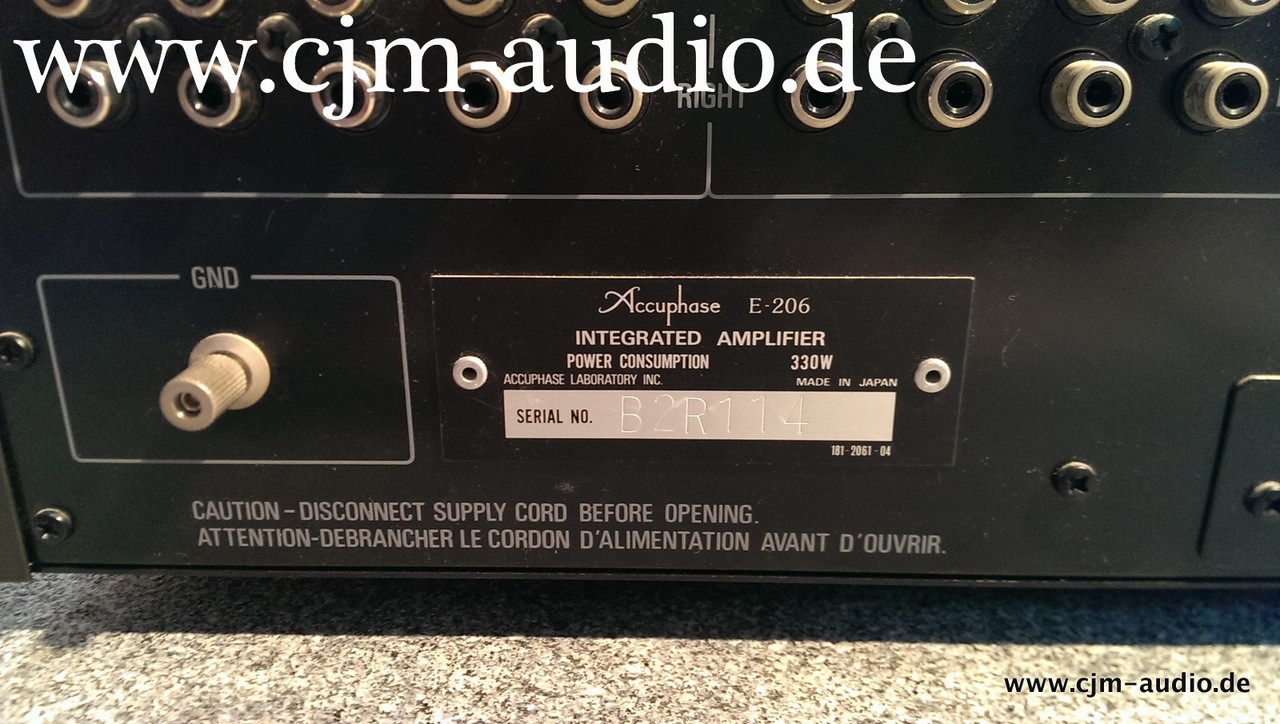 www.cjm-audio.de
RIGHT
GND
Accuphase E-206
INTEGRATED AMPLIFIER
POWER CONSUMPTION 330W
ACCUPHASE LABORATORY INC. MADE IN JAPAN
SERIAL NO. B2R114
181-2061-04
CAUTION-DISCONNECT SUPPLY CORD BEFORE OPENING.
ATTENTION-DEBRANCHER LE CORDON D'ALIMENTATION AVANT D'OUVRIR.
www.cjm-audio.de